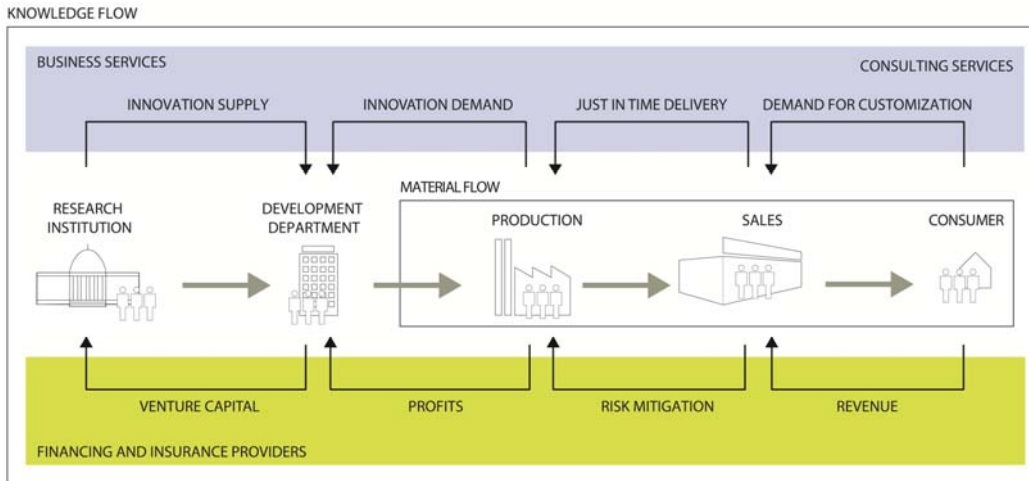 KNOWLEDGE FLOW
BUSINESS SERVICES
CONSULTING SERVICES
INNOVATION SUPPLY
INNOVATION DEMAND
JUST IN TIME DELIVERY
DEMAND FOR CUSTOMIZATION
MATERIAL FLOW
RESEARCH
INSTITUTION
DEVELOPMENT
DEPARTMENT
PRODUCTION
SALES
CONSUMER
VENTURE CAPITAL
PROFITS
RISK MITIGATION
REVENUE
FINANCING AND INSURANCE PROVIDERS